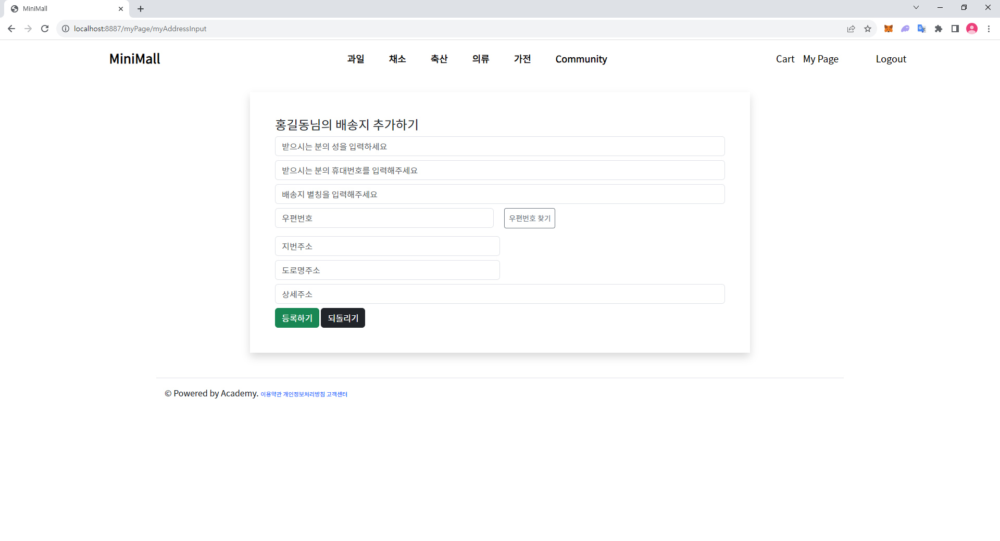 MiniMall
localhost:8887/myPage/myAddressInput
MiniMall 과일 채소 축산 의류 가전 Community Cart My Page Logout
홍길동님의 배송지 추가하기
받으시는 분의 성을 입력하세요
받으시는 분의 휴대번호를 입력해주세요
배송지 별칭을 입력해주세요
우편번호 우편번호 찾기
지번주소
도로명주소
상세주소
등록하기 되돌리기
© Powered by Academy. 이용약관 개인정보처리방침 고객센터